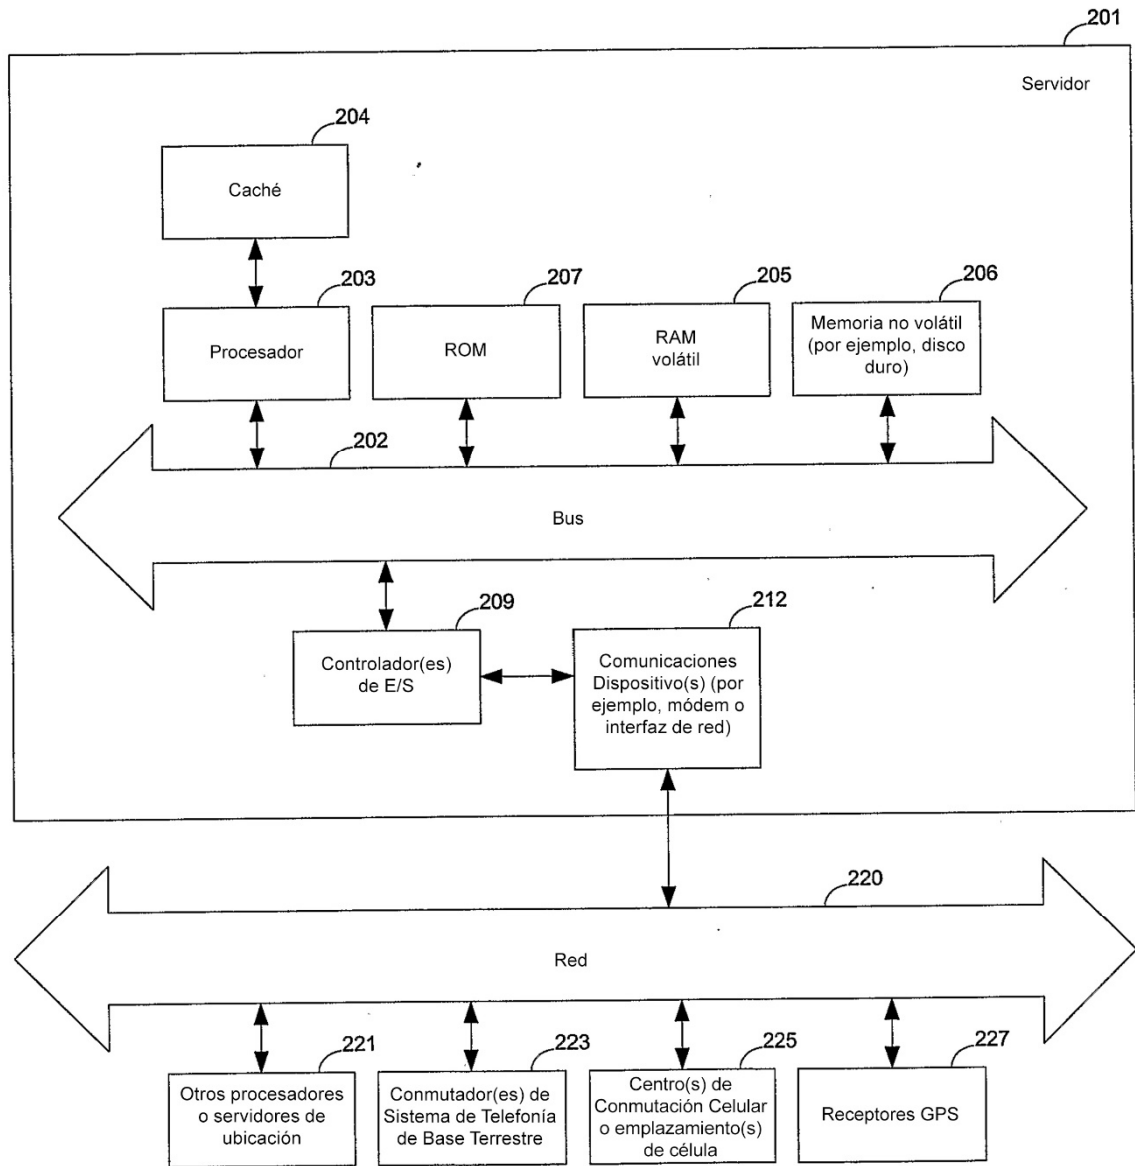 201
Servidor
204
Caché
203
207
205
206
Procesador
ROM
RAM
volátil
Memoria no volátil
(por ejemplo, disco
duro)
202
Bus
209
212
Controlador(es)
de E/S
Comunicaciones
Dispositivo(s) (por
ejemplo, módem o
interfaz de red)
220
Red
221
223
225
227
Otros procesadores
o servidores de
ubicación
Conmutador(es) de
Sistema de Telefonía
de Base Terrestre
Centro(s) de
Conmutación Celular
o emplazamiento(s)
de célula
Receptores GPS